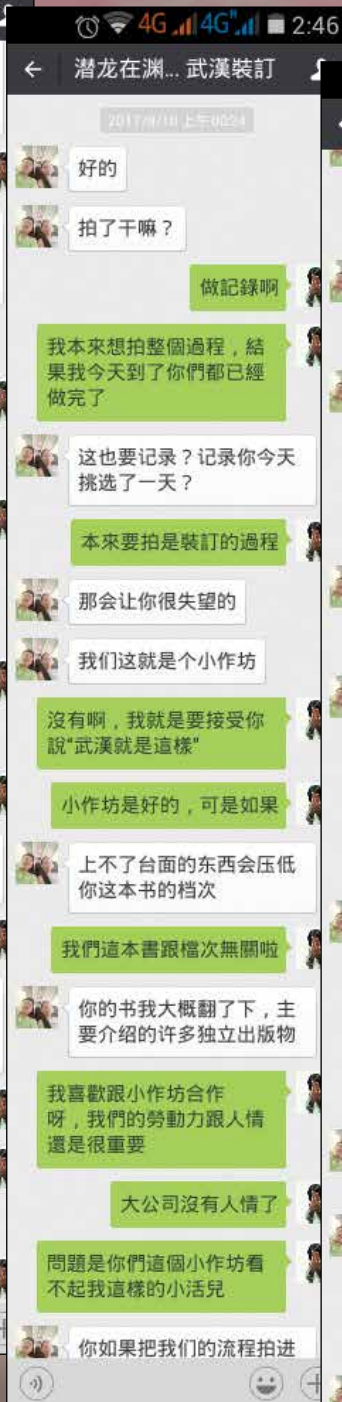 4G 4G 2:46
潜龙在渊... 武漢裝訂
好的
拍了干嘛？
做記錄啊
我本來想拍整個過程，結
果我今天到了你們都已經
做完了
这也要记录？记录你今天
挑选了一天？
本來要拍是裝訂的過程
那会让你很失望的
我们这就是个小作坊
沒有啊，我就是要接受你
說“武漢就是這樣”
小作坊是好的，可是如果
上不了台面的东西会压低
你这本书的档次
我們這本書跟檔次無關啦
你的书我大概翻了下，主
要介绍的许多独立出版物
我喜歡跟小作坊合作
呀，我們的勞動力跟人情
還是很重要
大公司沒有人情了
問題是你們這個小作坊看
不起我這樣的小活兒
你如果把我们的流程拍进